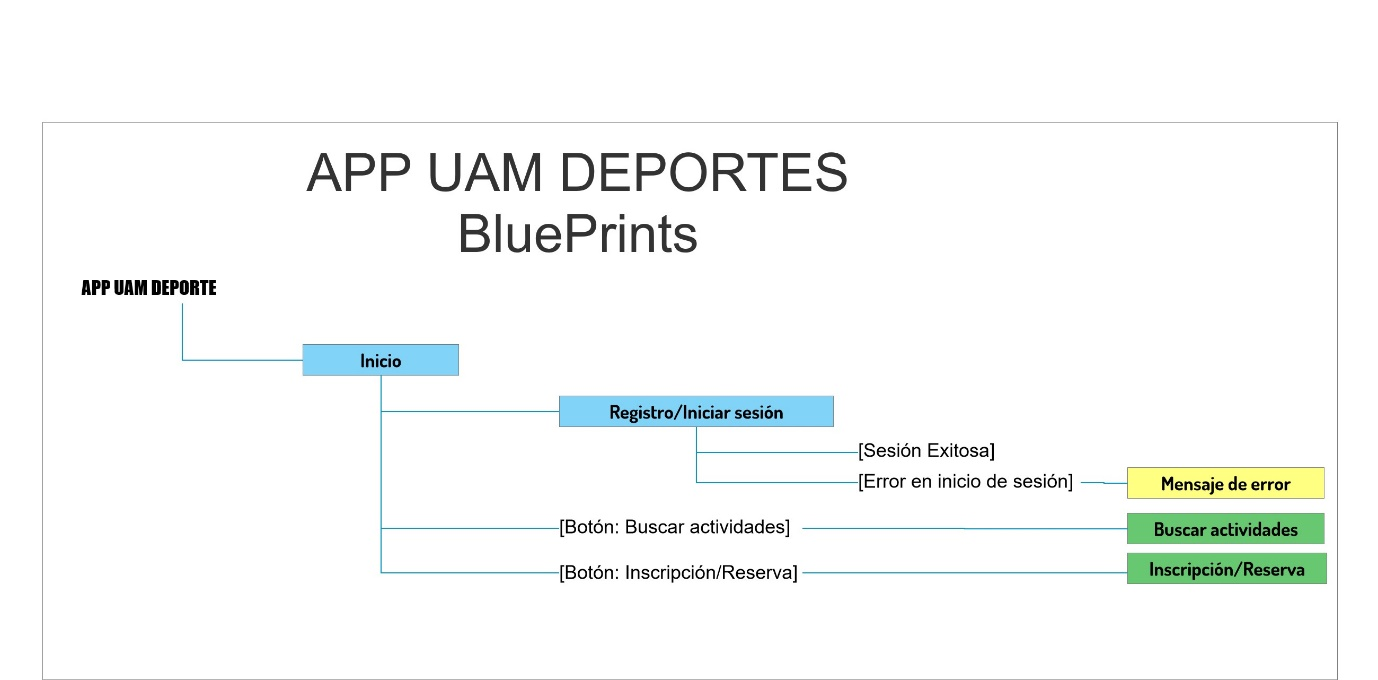 APP UAM DEPORTES
BluePrints
APP UAM DEPORTE
Inicio
Registro/Iniciar sesión
[Sesión Exitosa]
[Error en inicio de sesión]
Mensaje de error
[Botón: Buscar actividades]
Buscar actividades
[Botón: Inscripción/Reserva]
Inscripción/Reserva